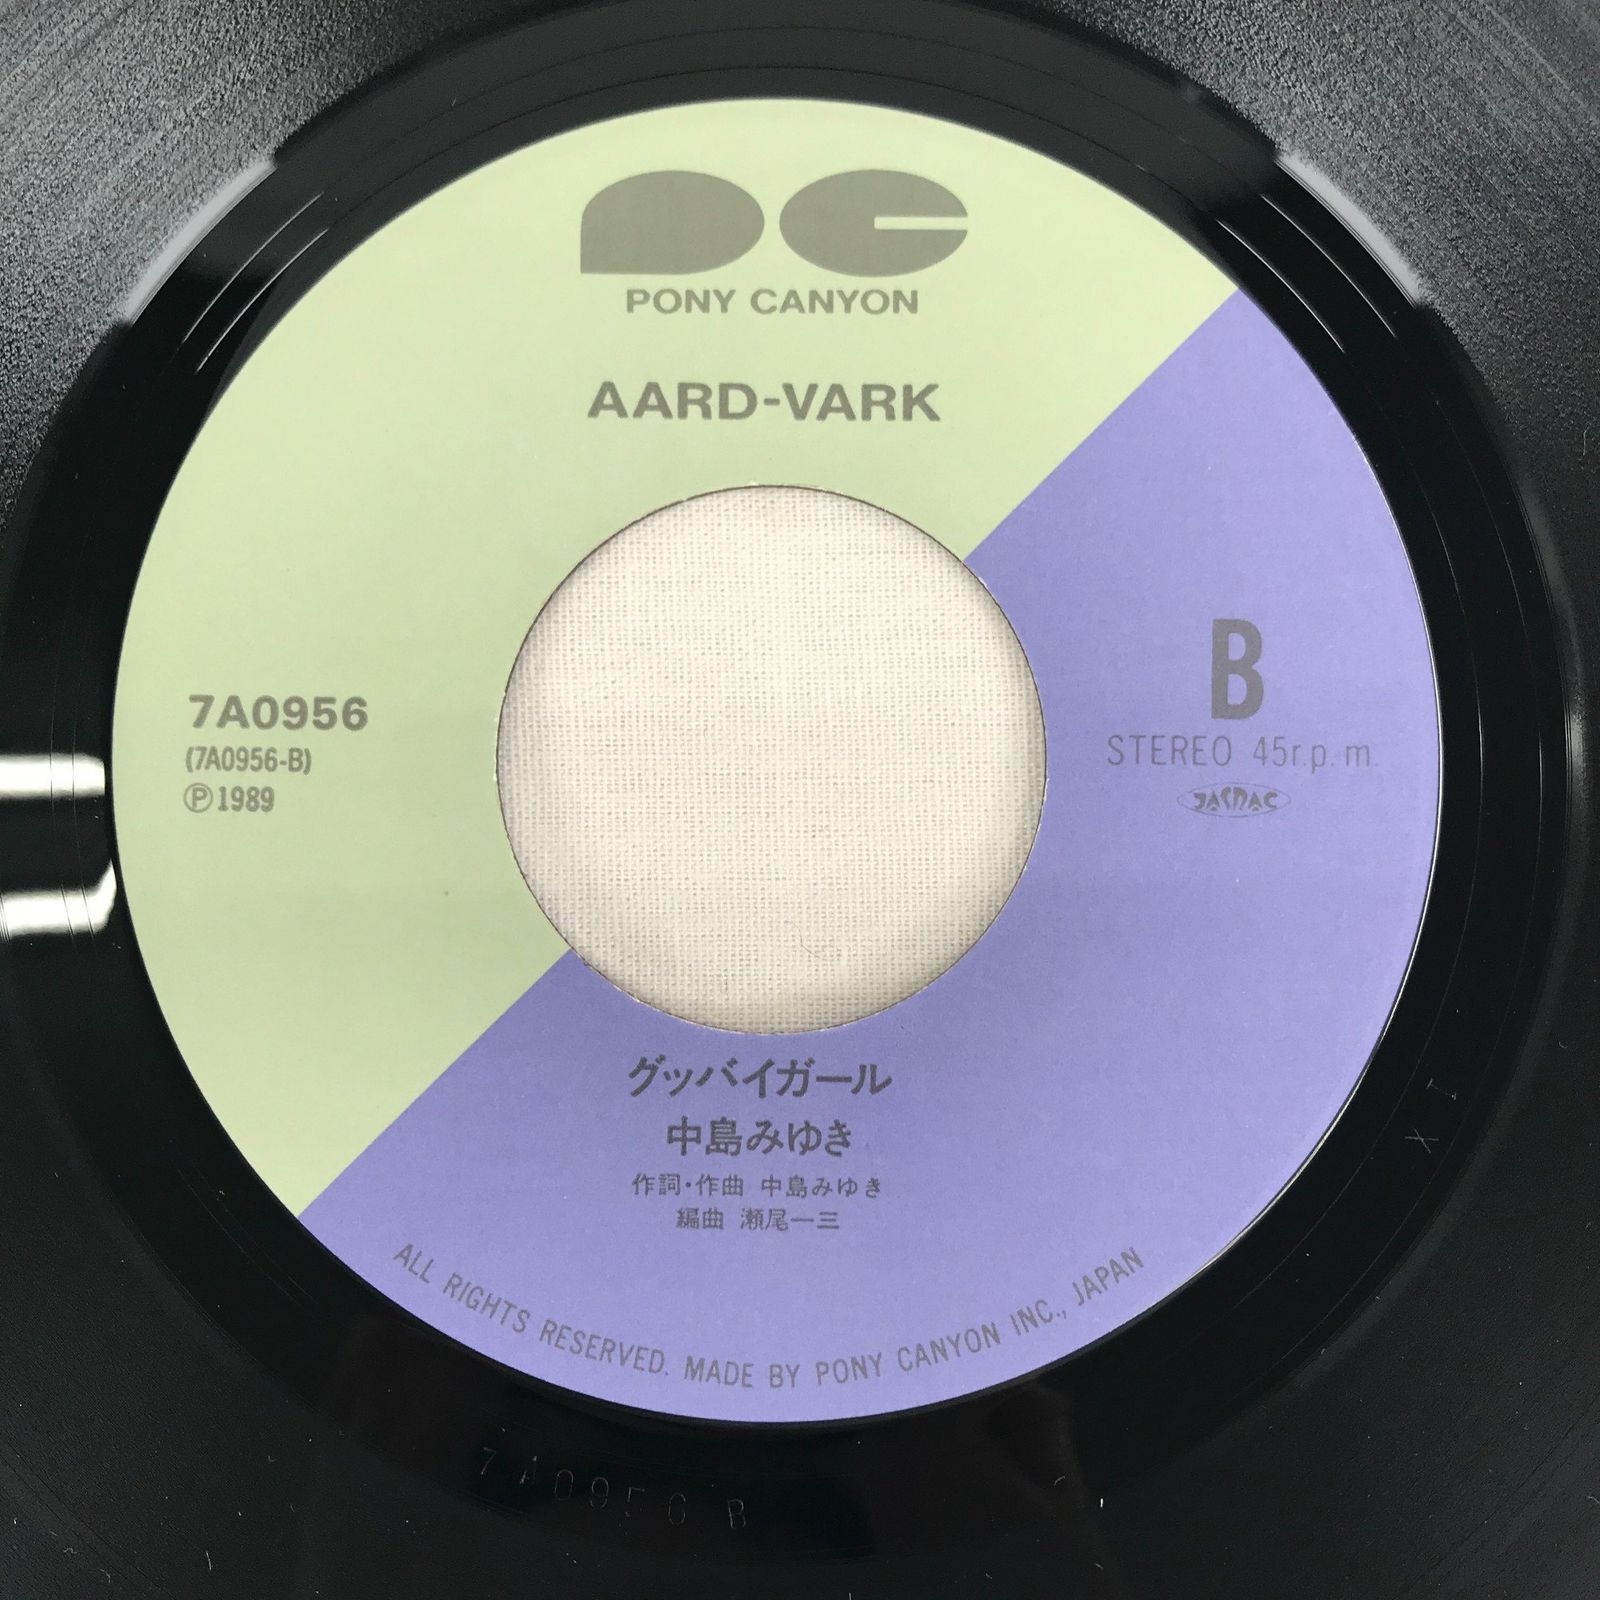 PC
PONY CANYON
AARD-VARK
7A0956
(7A0956-B)
Ⓟ1989
B
STEREO 45r.p.m.
JASRAC
グッバイガール
中島みゆき
作詞・作曲 中島みゆき
編曲 瀬尾一三
ALL RIGHTS RESERVED. MADE BY PONY CANYON INC., JAPAN
7A0956 B